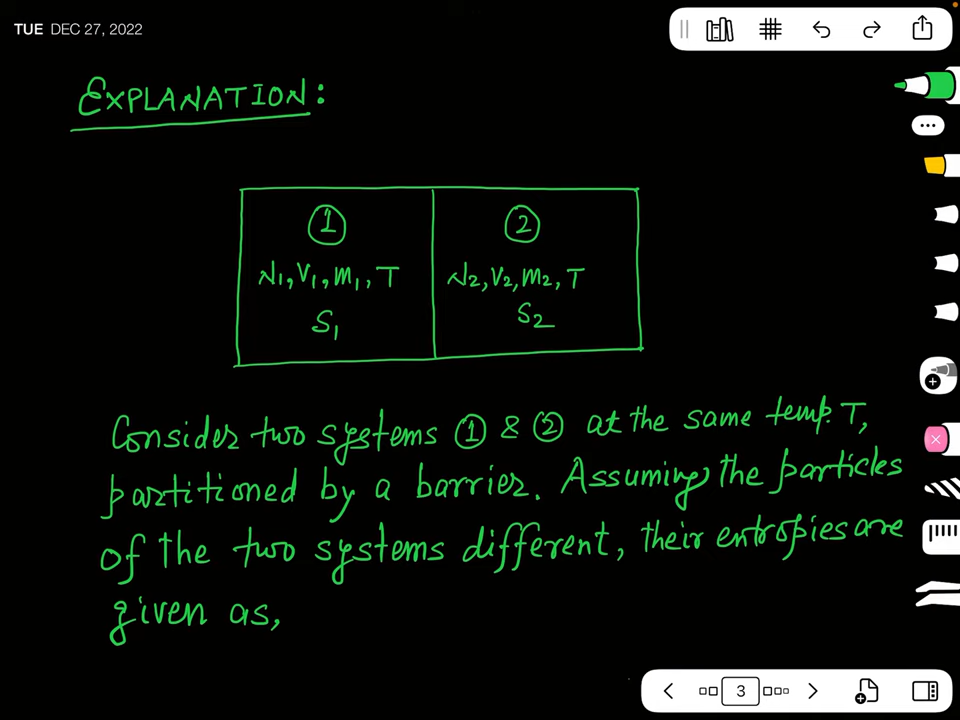 TUE DEC 27, 2022
EXPLANATION:
1 2
N1, V1, m1, T N2, V2, m2, T
S1 S2
Consider two systems 1 & 2 at the same temp. T,
partitioned by a barrier. Assuming the particles
of the two systems different, their entropies are
given as,
3